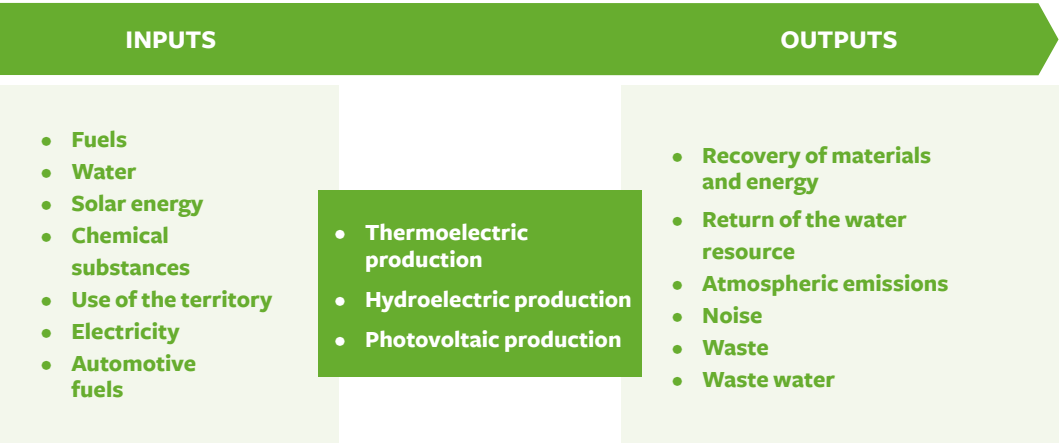 INPUTS
OUTPUTS
• Fuels
• Water
• Solar energy
• Chemical
substances
• Use of the territory
• Electricity
• Automotive
fuels
• Thermoelectric
production
• Hydroelectric production
• Photovoltaic production
• Recovery of materials
and energy
• Return of the water
resource
• Atmospheric emissions
• Noise
• Waste
• Waste water